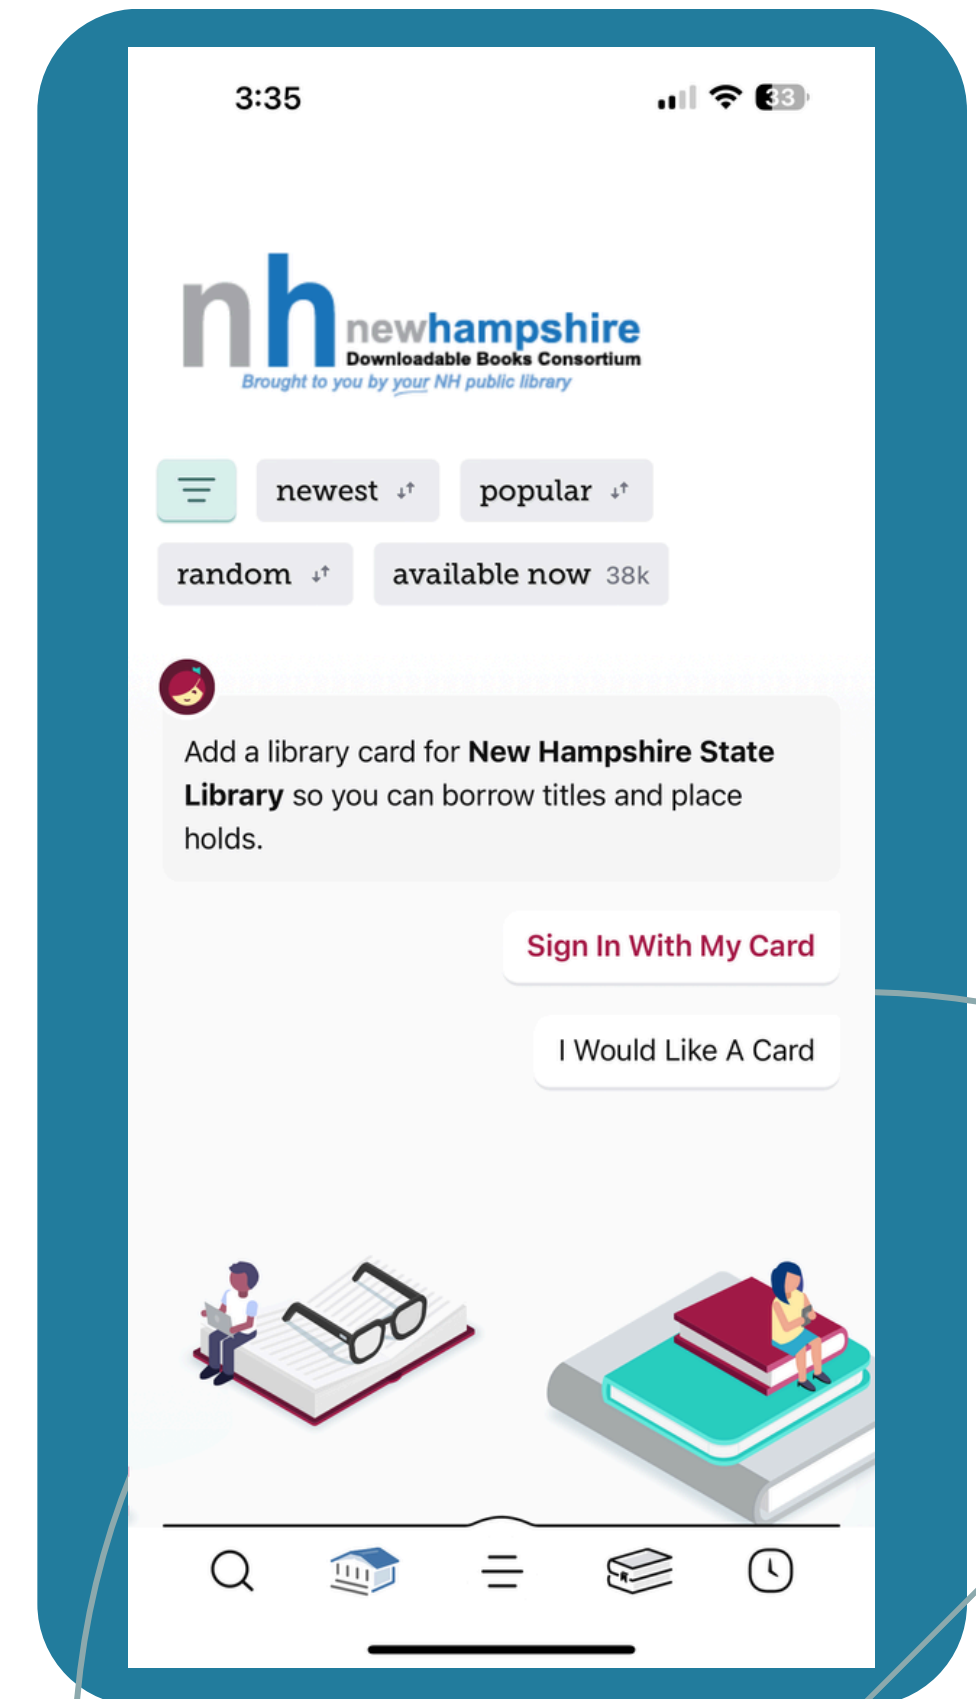 3:35
33
nh
newhampshire
Downloadable Books Consortium
Brought to you by your NH public library
newest
popular
random
available now 38k
Add a library card for New Hampshire State
Library so you can borrow titles and place
holds.
Sign In With My Card
I Would Like A Card